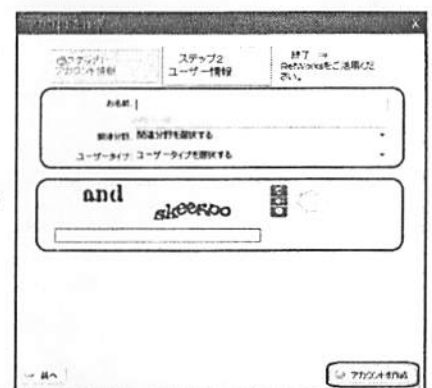 ステップ2
ユーザー情報
終了
RefWorksをご活用くだ
さい。
お名前
関連分野 関連分野を選択する
ユーザータイプ: ユーザータイプを選択する
and
前へ
アカウントを作成